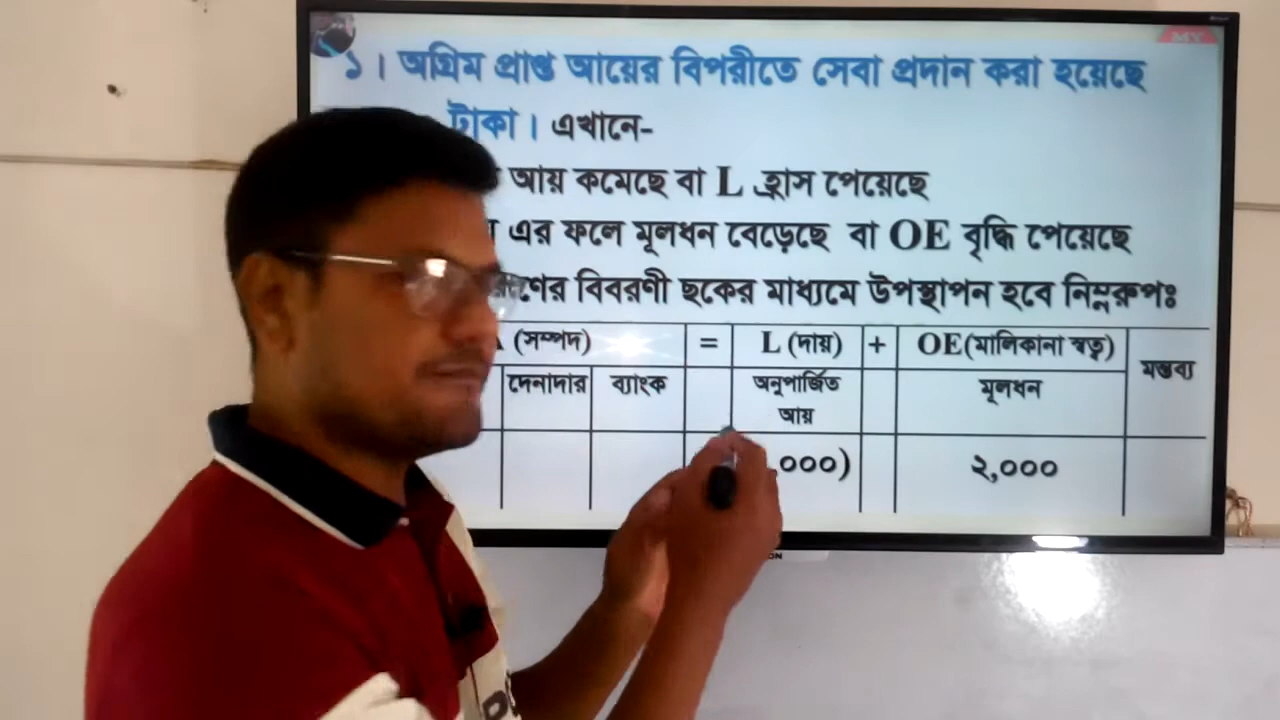 ১। অগ্রিম প্রাপ্ত আয়ের বিপরীতে সেবা প্রদান করা হয়েছে
টাকা। এখানে-
আয় কমেছে বা L হ্রাস পেয়েছে
এর ফলে মূলধন বেড়েছে বা OE বৃদ্ধি পেয়েছে
বিবরণী ছকের মাধ্যমে উপস্থাপন হবে নিম্নরুপঃ
(সম্পদ) = L (দায়) + OE(মালিকানা স্বত্ব) মন্তব্য
দেনাদার ব্যাংক অনুপার্জিত আয় মূলধন
০০০) ২,০০০